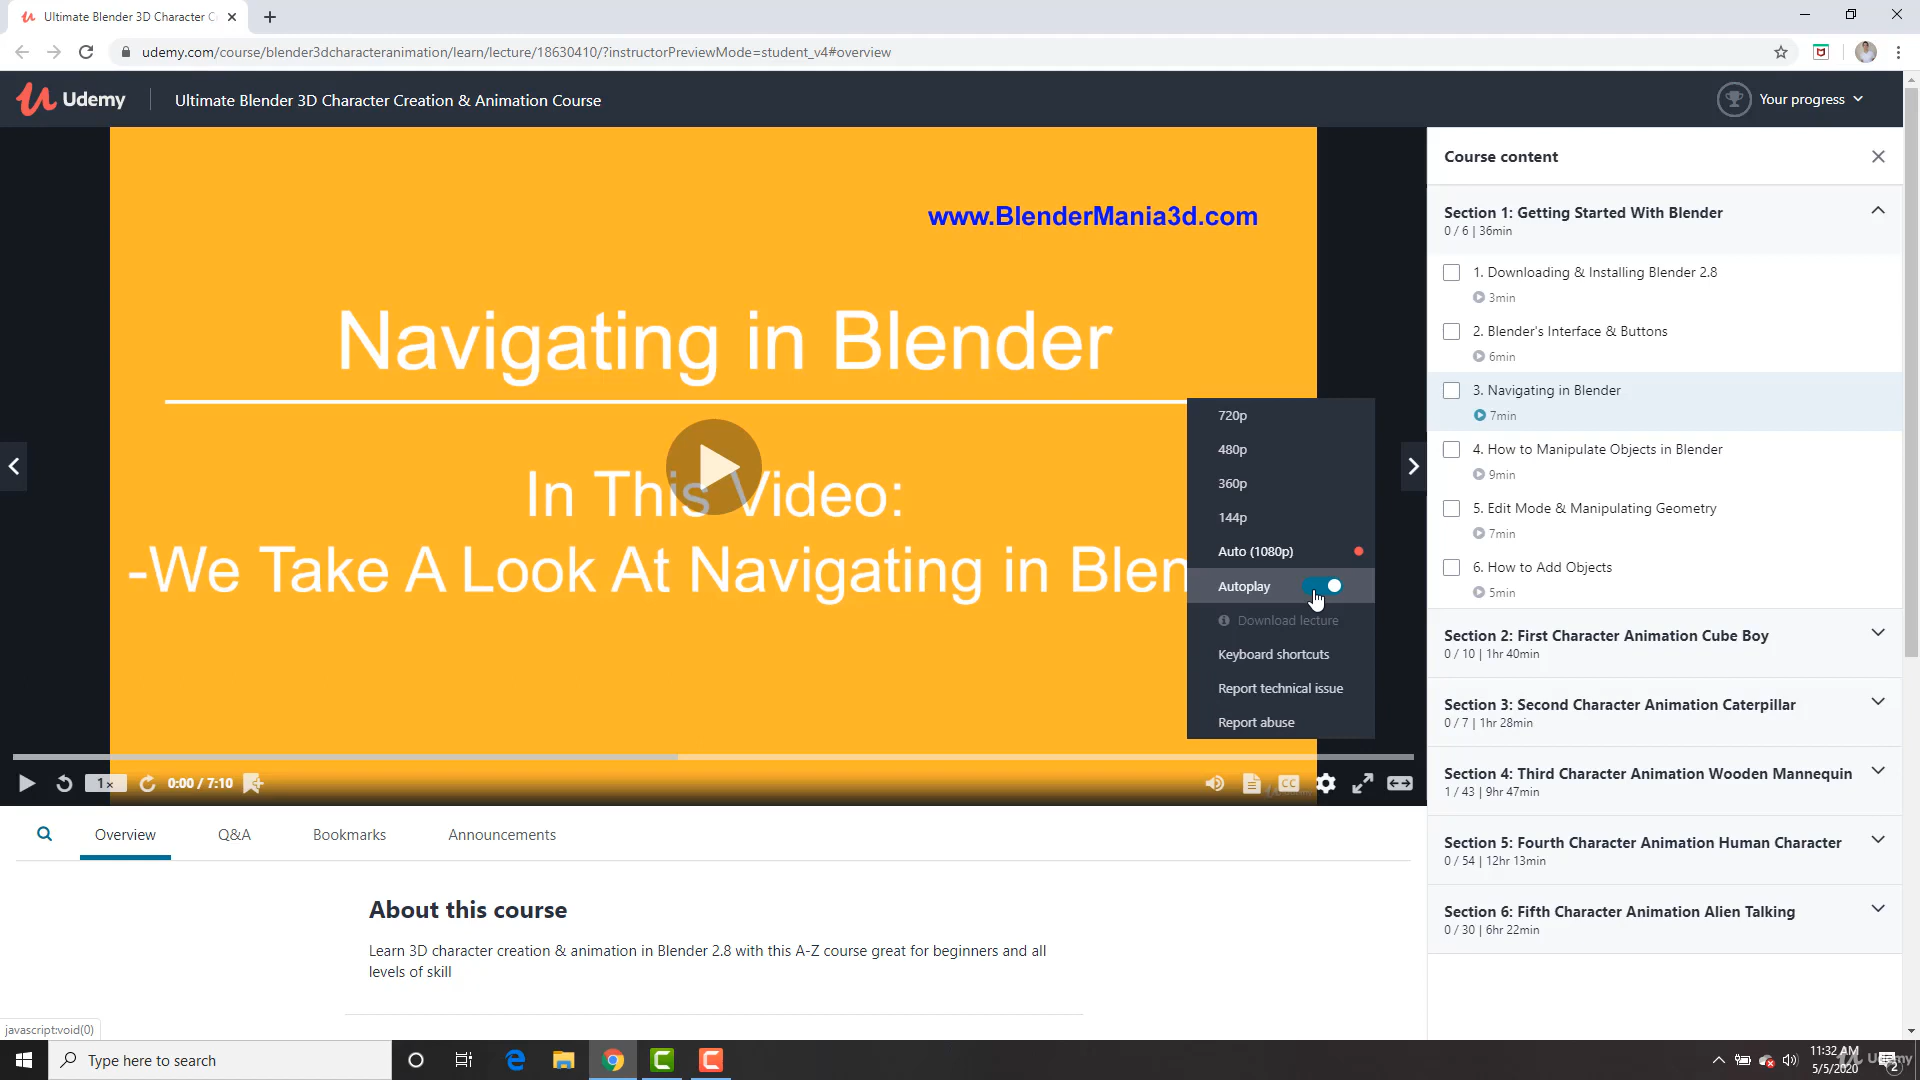 Ultimate Blender 3D Character C
udemy.com/course/blender3dcharacteranimation/learn/lecture/18630410/?instructorPreviewMode=student_v4#overview
Udemy
Ultimate Blender 3D Character Creation & Animation Course
Your progress
www.BlenderMania3d.com
Navigating in Blender
In This Video:
-We Take A Look At Navigating in Blen
720p
480p
360p
144p
Auto (1080p)
Autoplay
Download lecture
Keyboard shortcuts
Report technical issue
Report abuse
1x
0:00 / 7:10
CC
Udemy
Course content
Section 1: Getting Started With Blender
0 / 6 | 36min
1. Downloading & Installing Blender 2.8
3min
2. Blender's Interface & Buttons
6min
3. Navigating in Blender
7min
4. How to Manipulate Objects in Blender
9min
5. Edit Mode & Manipulating Geometry
7min
6. How to Add Objects
5min
Section 2: First Character Animation Cube Boy
0 / 10 | 1hr 40min
Section 3: Second Character Animation Caterpillar
0 / 7 | 1hr 28min
Section 4: Third Character Animation Wooden Mannequin
1 / 43 | 9hr 47min
Section 5: Fourth Character Animation Human Character
0 / 54 | 12hr 13min
Section 6: Fifth Character Animation Alien Talking
0 / 30 | 6hr 22min
Overview
Q&A
Bookmarks
Announcements
About this course
Learn 3D character creation & animation in Blender 2.8 with this A-Z course great for beginners and all
levels of skill
javascript:void(0)
Type here to search
11:32 AM
5/5/2020
2
Udemy